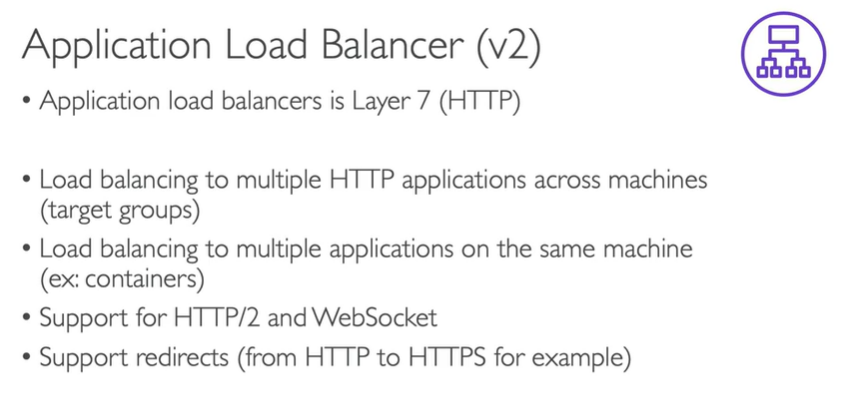 Application Load Balancer (v2)
• Application load balancers is Layer 7 (HTTP)
• Load balancing to multiple HTTP applications across machines
(target groups)
• Load balancing to multiple applications on the same machine
(ex: containers)
• Support for HTTP/2 and WebSocket
• Support redirects (from HTTP to HTTPS for example)